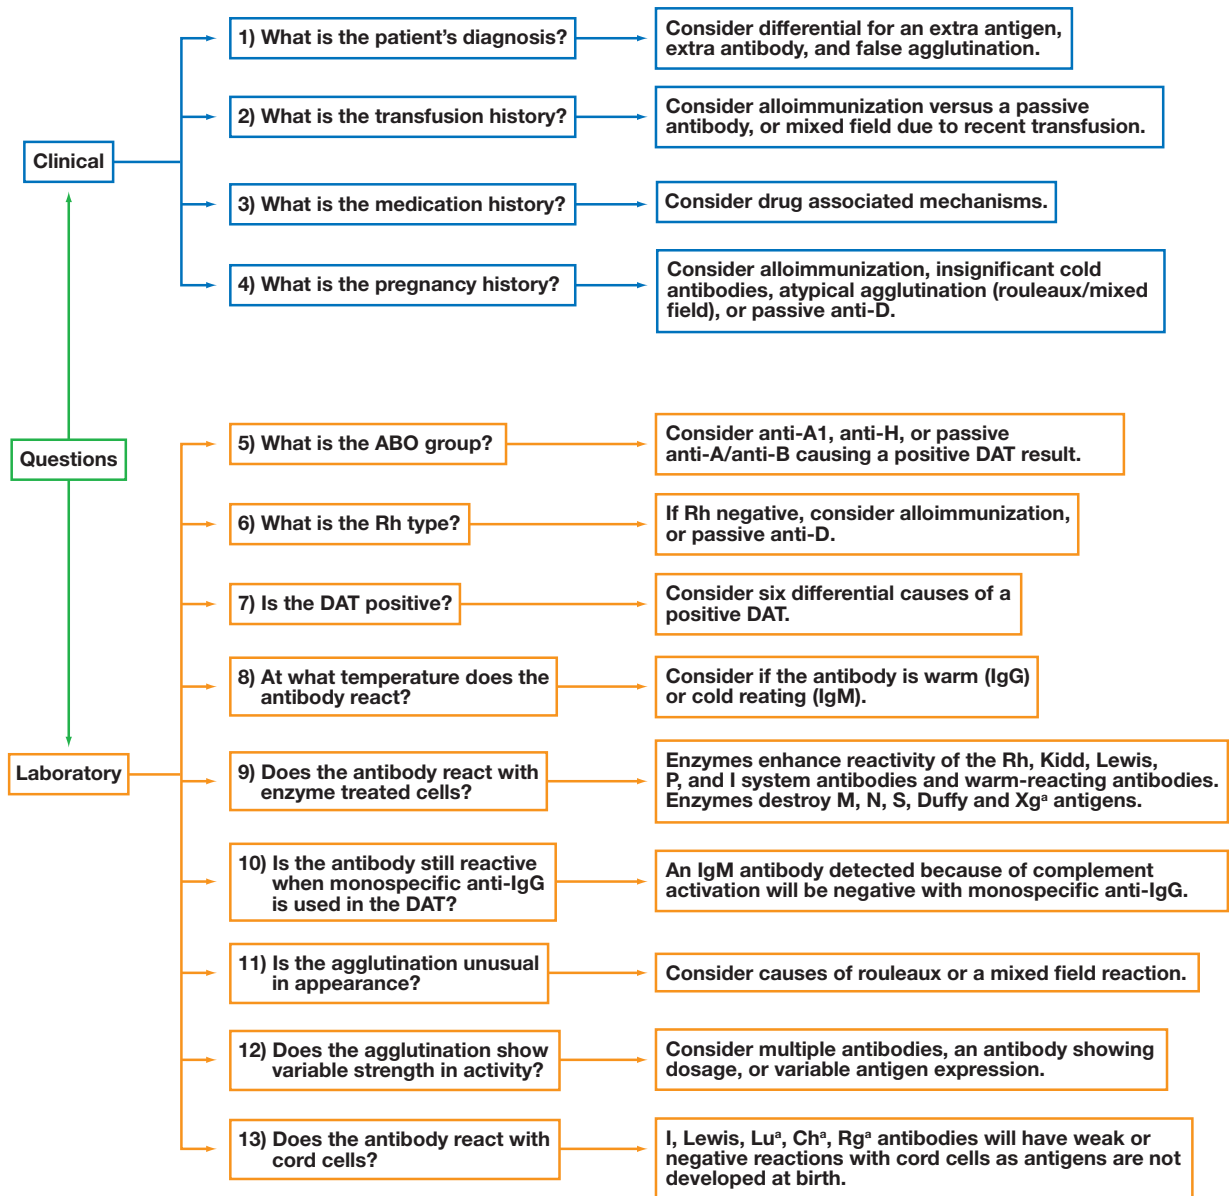 1) What is the patient's diagnosis?
Consider differential for an extra antigen,
extra antibody, and false agglutination.
2) What is the transfusion history?
Consider alloimmunization versus a passive
antibody, or mixed field due to recent transfusion.
Clinical
3) What is the medication history?
Consider drug associated mechanisms.
4) What is the pregnancy history?
Consider alloimmunization, insignificant cold
antibodies, atypical agglutination (rouleaux/mixed
field), or passive anti-D.
Questions
5) What is the ABO group?
Consider anti-A1, anti-H, or passive
anti-A/anti-B causing a positive DAT result.
6) What is the Rh type?
If Rh negative, consider alloimmunization,
or passive anti-D.
7) Is the DAT positive?
Consider six differential causes of a
positive DAT.
8) At what temperature does the
antibody react?
Consider if the antibody is warm (IgG)
or cold reating (IgM).
Laboratory
9) Does the antibody react with
enzyme treated cells?
Enzymes enhance reactivity of the Rh, Kidd, Lewis,
P, and I system antibodies and warm-reacting antibodies.
Enzymes destroy M, N, S, Duffy and Xgᵃ antigens.
10) Is the antibody still reactive
when monospecific anti-IgG
is used in the DAT?
An IgM antibody detected because of complement
activation will be negative with monospecific anti-IgG.
11) Is the agglutination unusual
in appearance?
Consider causes of rouleaux or a mixed field reaction.
12) Does the agglutination show
variable strength in activity?
Consider multiple antibodies, an antibody showing
dosage, or variable antigen expression.
13) Does the antibody react with
cord cells?
I, Lewis, Luᵃ, Chᵃ, Rgᵃ antibodies will have weak or
negative reactions with cord cells as antigens are not
developed at birth.